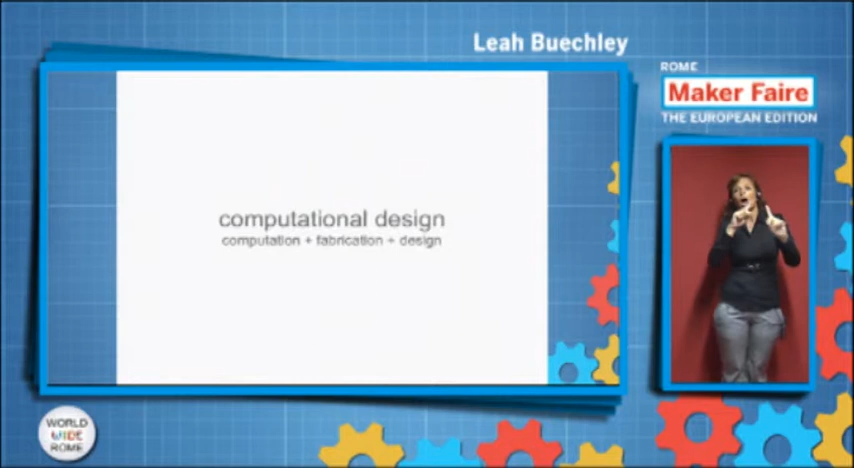 Leah Buechley
ROME
Maker Faire
THE EUROPEAN EDITION
computational design
computation + fabrication + design
WORLD
WIDE
ROME